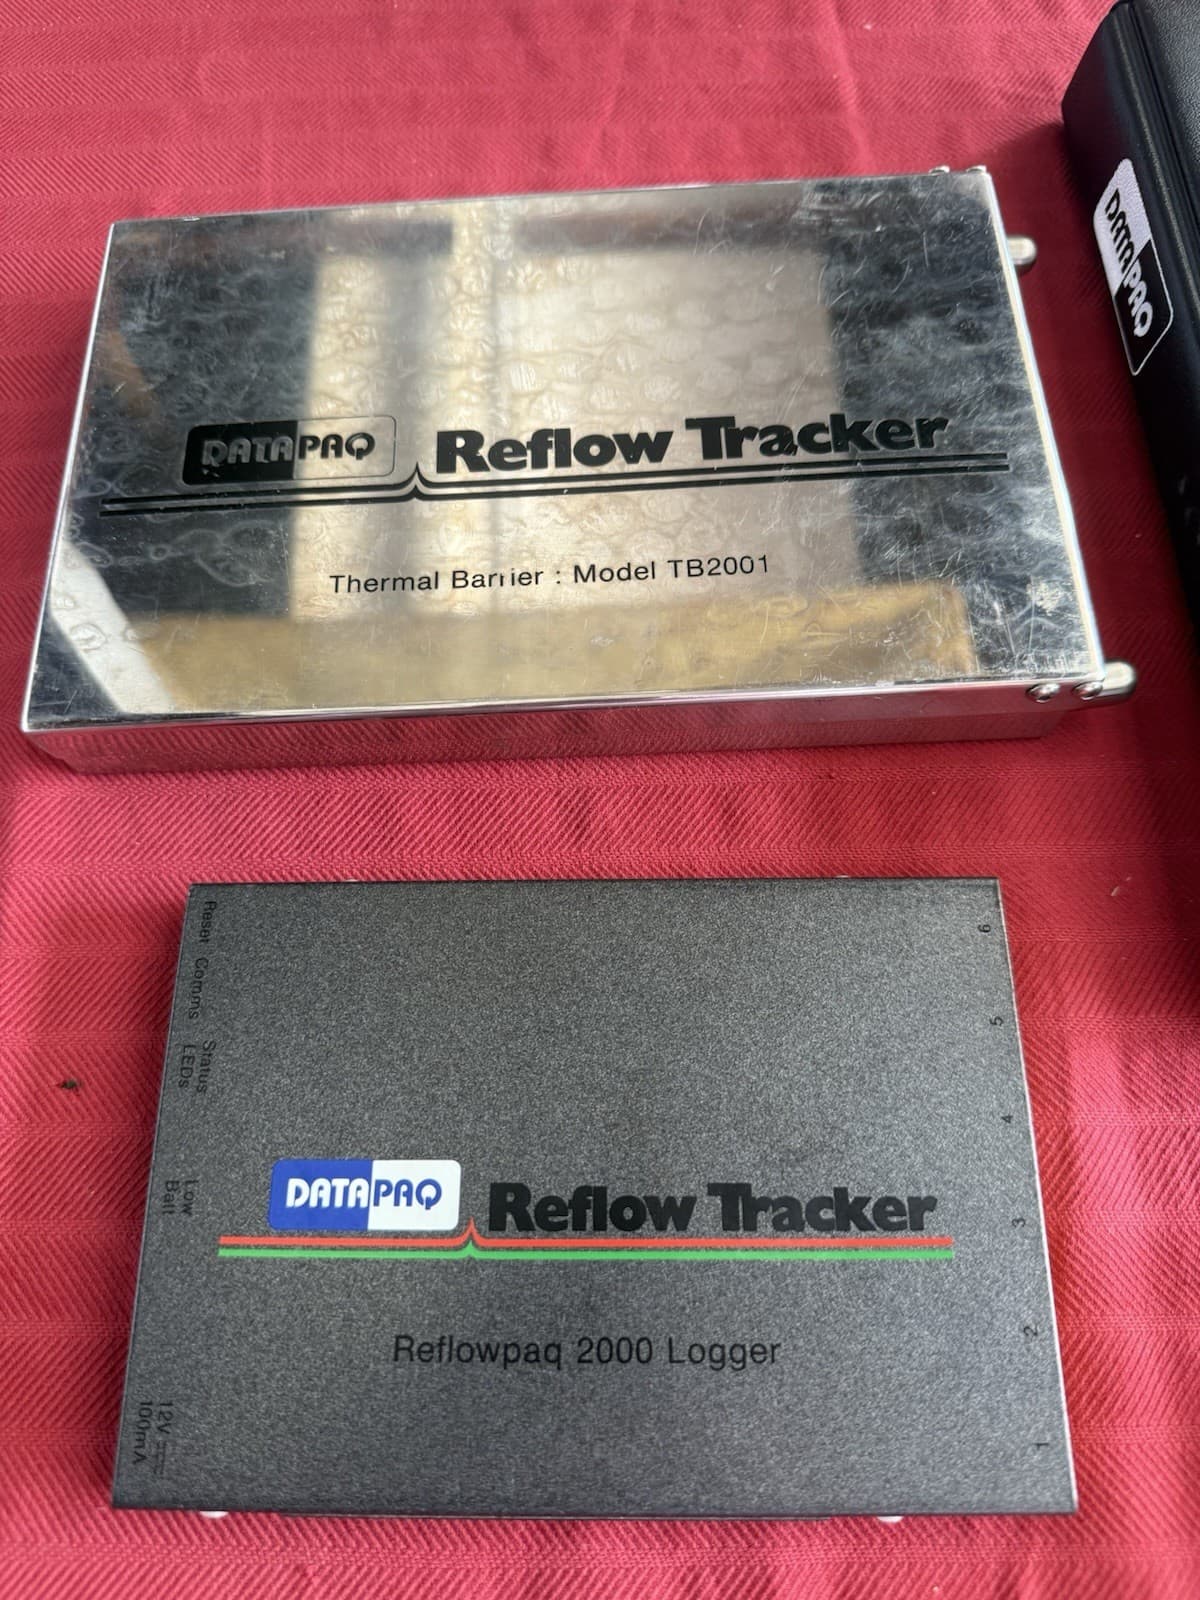 DATAPAQ
DATAPAQ Reflow Tracker
Thermal Barrier : Model TB2001
Reset Comms Status LEDs Low Batt 12V 100mA
6
5
4
3
2
1
DATAPAQ Reflow Tracker
Reflowpaq 2000 Logger